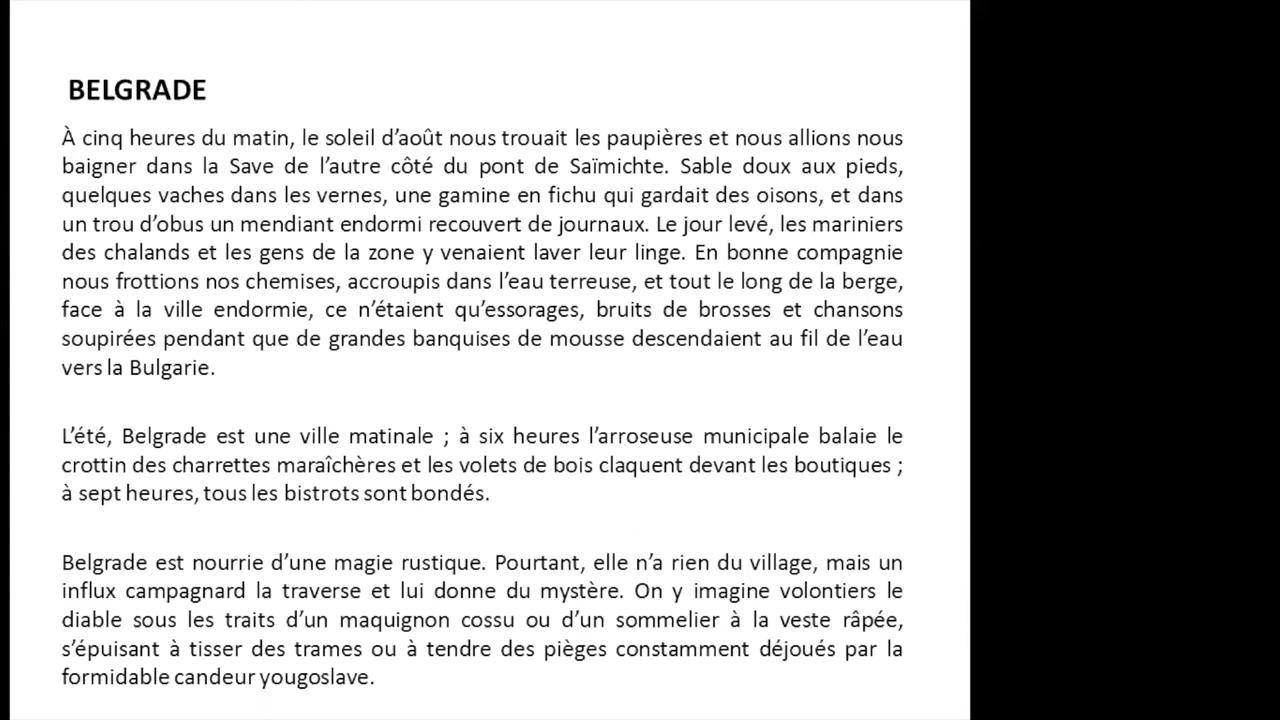 BELGRADE
À cinq heures du matin, le soleil d’août nous trouait les paupières et nous allions nous
baigner dans la Save de l’autre côté du pont de Saïmichte. Sable doux aux pieds,
quelques vaches dans les vernes, une gamine en fichu qui gardait des oisons, et dans
un trou d’obus un mendiant endormi recouvert de journaux. Le jour levé, les mariniers
des chalands et les gens de la zone y venaient laver leur linge. En bonne compagnie
nous frottions nos chemises, accroupis dans l’eau terreuse, et tout le long de la berge,
face à la ville endormie, ce n’étaient qu’essorages, bruits de brosses et chansons
soupirées pendant que de grandes banquises de mousse descendaient au fil de l’eau
vers la Bulgarie.
L’été, Belgrade est une ville matinale ; à six heures l’arroseuse municipale balaie le
crottin des charrettes maraîchères et les volets de bois claquent devant les boutiques ;
à sept heures, tous les bistrots sont bondés.
Belgrade est nourrie d’une magie rustique. Pourtant, elle n’a rien du village, mais un
influx campagnard la traverse et lui donne du mystère. On y imagine volontiers le
diable sous les traits d’un maquignon cossu ou d’un sommelier à la veste râpée,
s’épuisant à tisser des trames ou à tendre des pièges constamment déjoués par la
formidable candeur yougoslave.